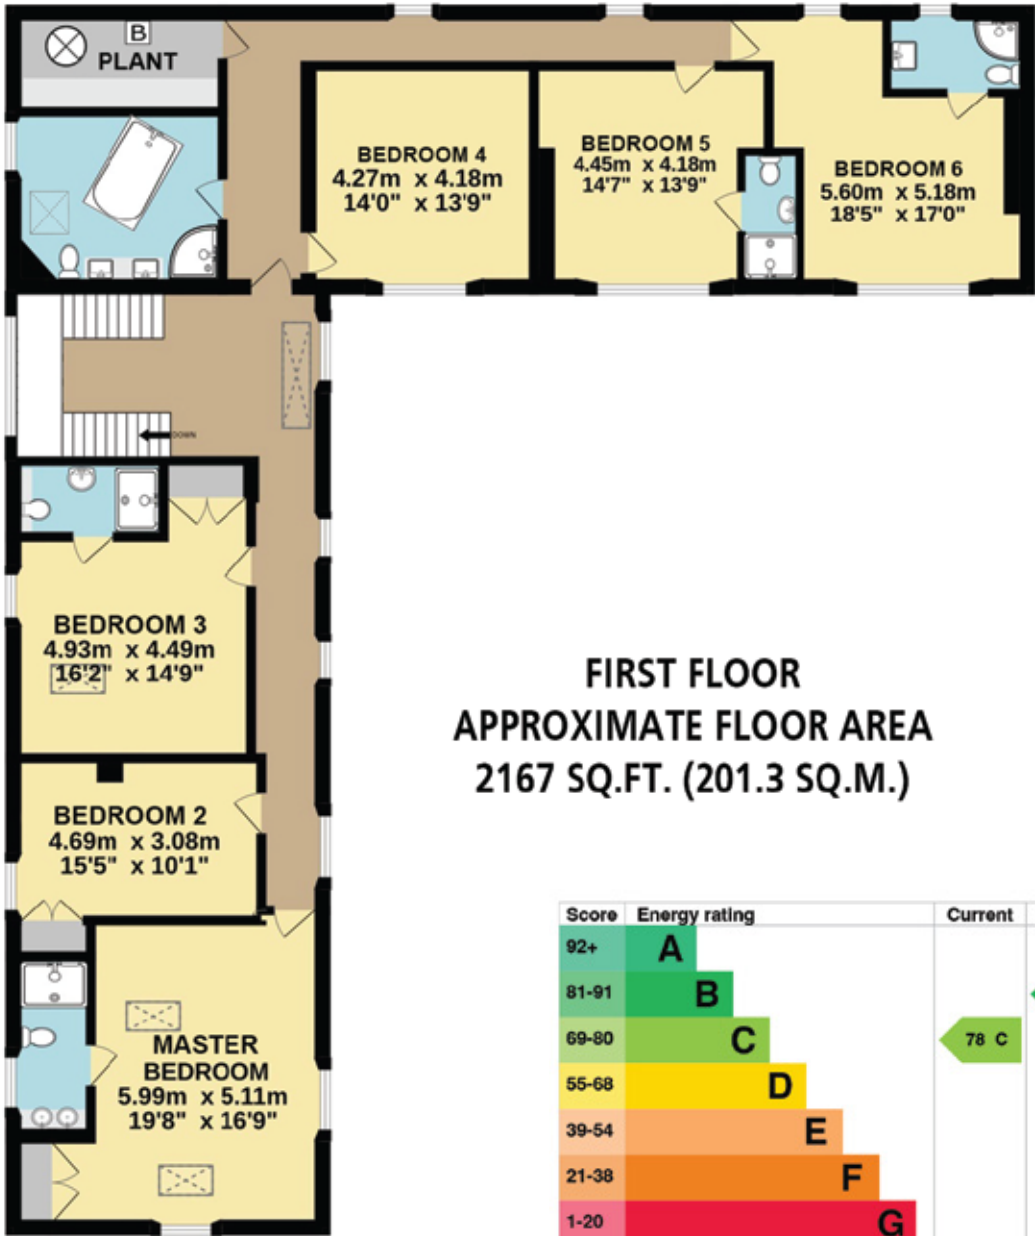 B
PLANT
BEDROOM 4
4.27m x 4.18m
14'0" x 13'9"
BEDROOM 5
4.45m x 4.18m
14'7" x 13'9"
BEDROOM 6
5.60m x 5.18m
18'5" x 17'0"
DOWN
BEDROOM 3
4.93m x 4.49m
16'2" x 14'9"
BEDROOM 2
4.69m x 3.08m
15'5" x 10'1"
MASTER
BEDROOM
5.99m x 5.11m
19'8" x 16'9"
FIRST FLOOR
APPROXIMATE FLOOR AREA
2167 SQ.FT. (201.3 SQ.M.)
Score Energy rating Current
92+ A
81-91 B
69-80 C 78 C
55-68 D
39-54 E
21-38 F
1-20 G